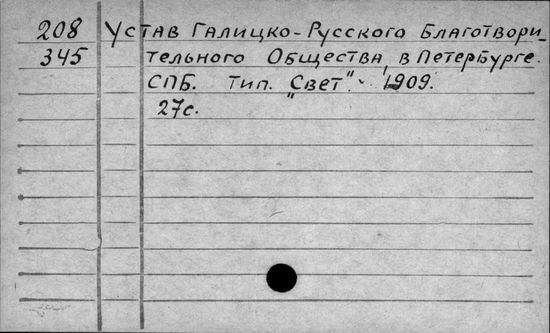 208 Устав Галицко-Русского Благотвори-
345 тельного Общества в Петербурге.
СПБ. тип. "Свет". 1909.
27с.